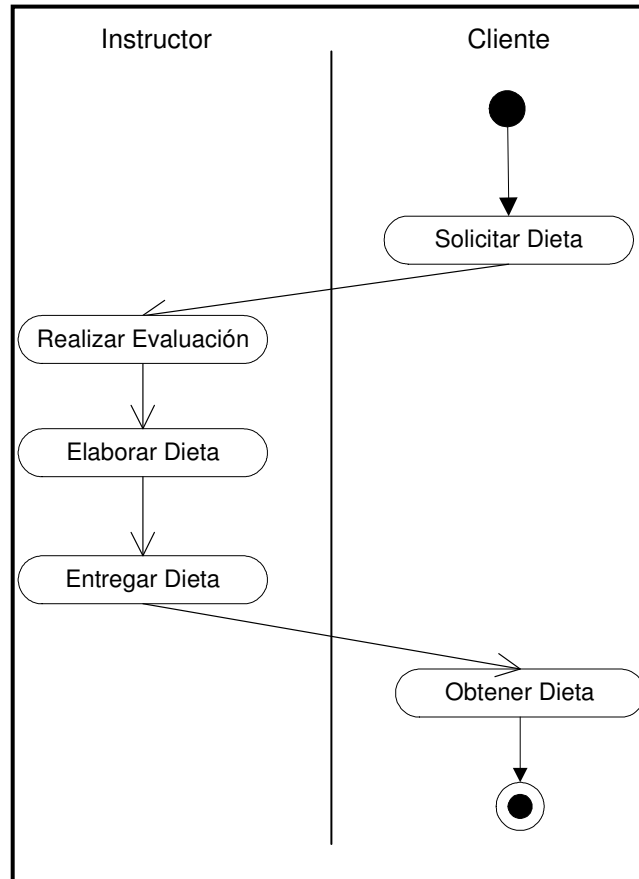 Instructor
Cliente
Solicitar Dieta
Realizar Evaluación
Elaborar Dieta
Entregar Dieta
Obtener Dieta